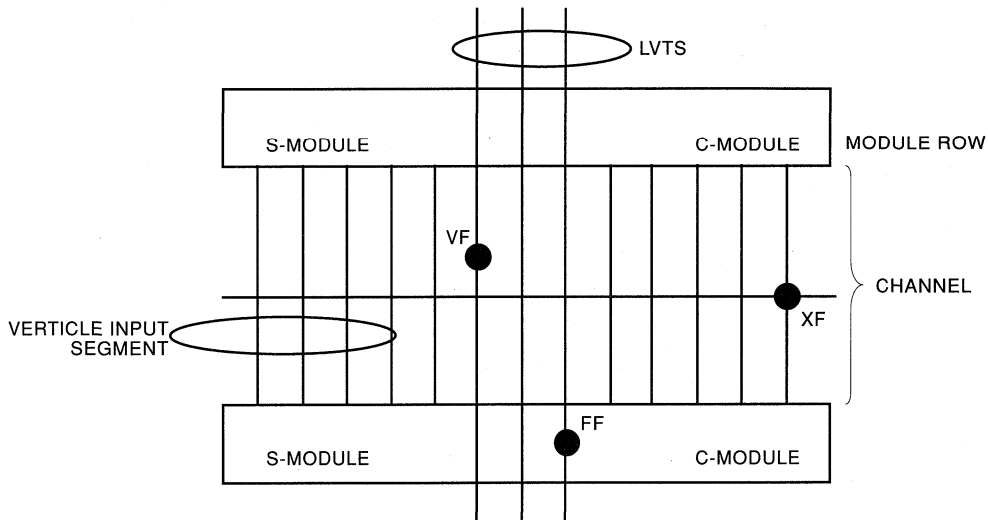 LVTS
S-MODULE
C-MODULE
MODULE ROW
VF
CHANNEL
XF
VERTICLE INPUT
SEGMENT
FF
S-MODULE
C-MODULE